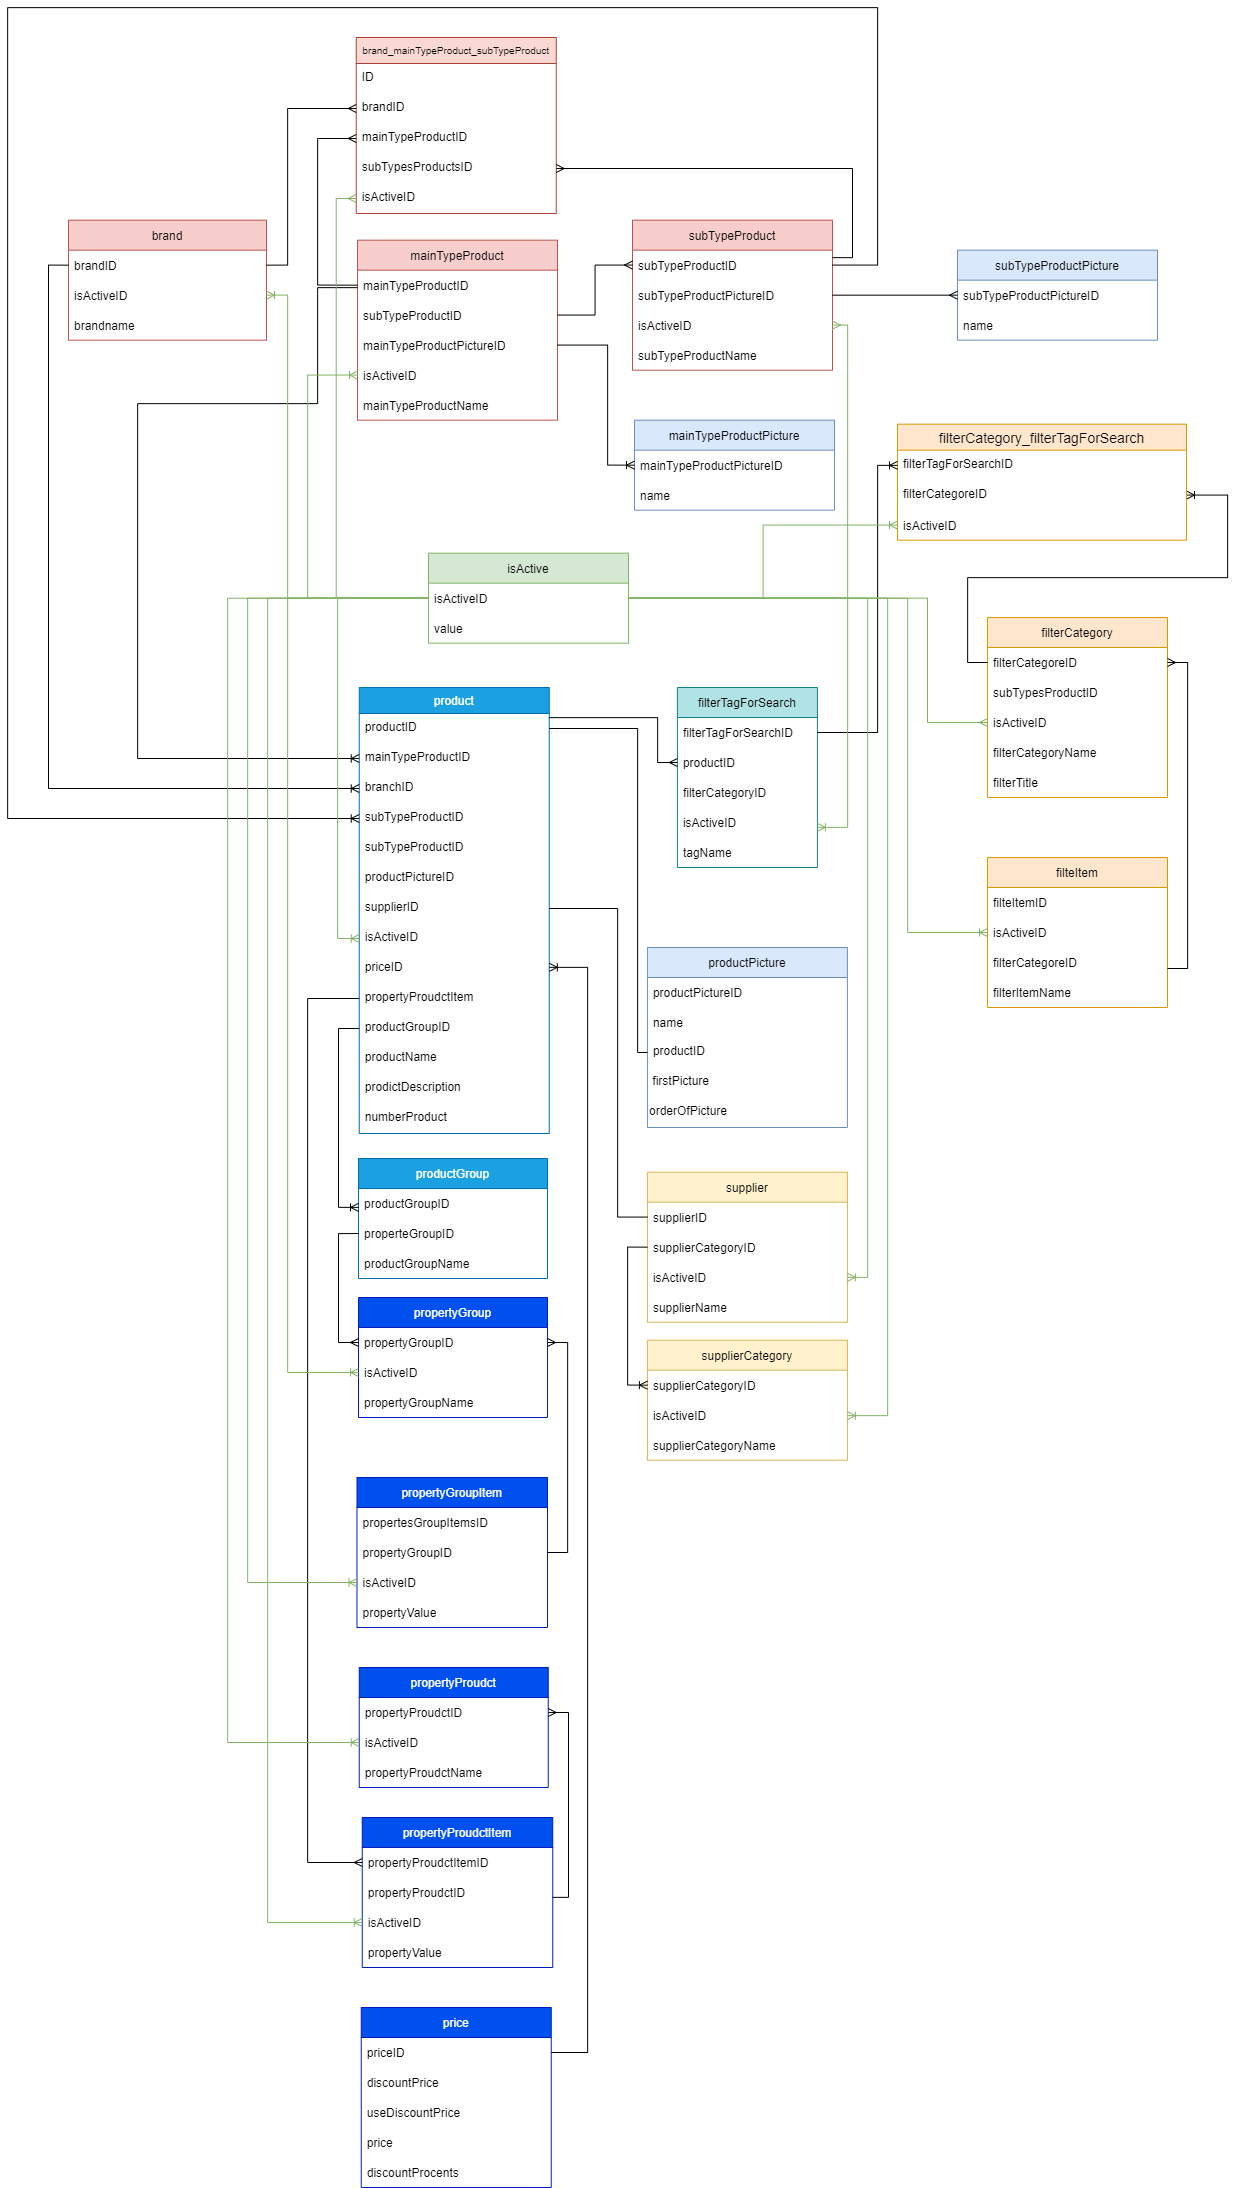 brand_mainTypeProduct_subTypeProduct
ID
brandID
mainTypeProductID
subTypesProductsID
isActiveID
brand
brandID
isActiveID
brandname
mainTypeProduct
mainTypeProductID
subTypeProductID
mainTypeProductPictureID
isActiveID
mainTypeProductName
subTypeProduct
subTypeProductID
subTypeProductPictureID
isActiveID
subTypeProductName
subTypeProductPicture
subTypeProductPictureID
name
mainTypeProductPicture
mainTypeProductPictureID
name
filterCategory_filterTagForSearch
filterTagForSearchID
filterCategoreID
isActiveID
isActive
isActiveID
value
filterCategory
filterCategoreID
subTypesProductID
isActiveID
filterCategoryName
filterTitle
product
productID
mainTypeProductID
branchID
subTypeProductID
subTypeProductID
productPictureID
supplierID
isActiveID
priceID
propertyProudctItem
productGroupID
productName
prodictDescription
numberProduct
filterTagForSearch
filterTagForSearchID
productID
filterCategoryID
isActiveID
tagName
filteItem
filteItemID
isActiveID
filterCategoreID
filterItemName
productPicture
productPictureID
name
productID
firstPicture
orderOfPicture
productGroup
productGroupID
properteGroupID
productGroupName
supplier
supplierID
supplierCategoryID
isActiveID
supplierName
propertyGroup
propertyGroupID
isActiveID
propertyGroupName
supplierCategory
supplierCategoryID
isActiveID
supplierCategoryName
propertyGroupItem
propertesGroupItemsID
propertyGroupID
isActiveID
propertyValue
propertyProudct
propertyProudctID
isActiveID
propertyProudctName
propertyProudctItem
propertyProudctItemID
propertyProudctID
isActiveID
propertyValue
price
priceID
discountPrice
useDiscountPrice
price
discountProcents